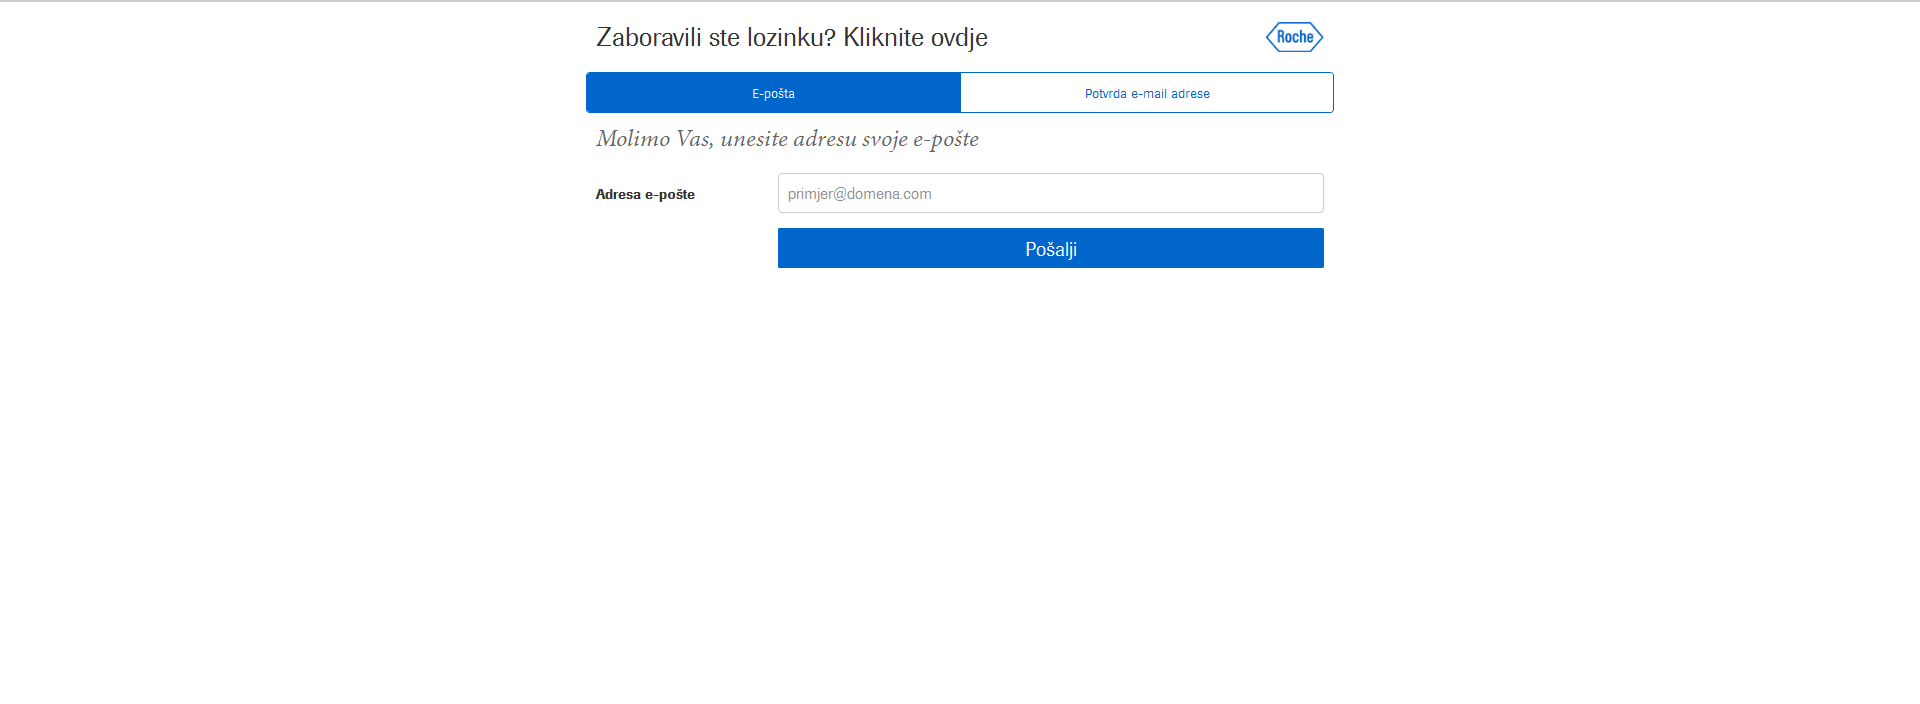 Zaboravili ste lozinku? Kliknite ovdje
Roche
E-pošta
Potvrda e-mail adrese
Molimo Vas, unesite adresu svoje e-pošte
Adresa e-pošte
primjer@domena.com
Pošalji